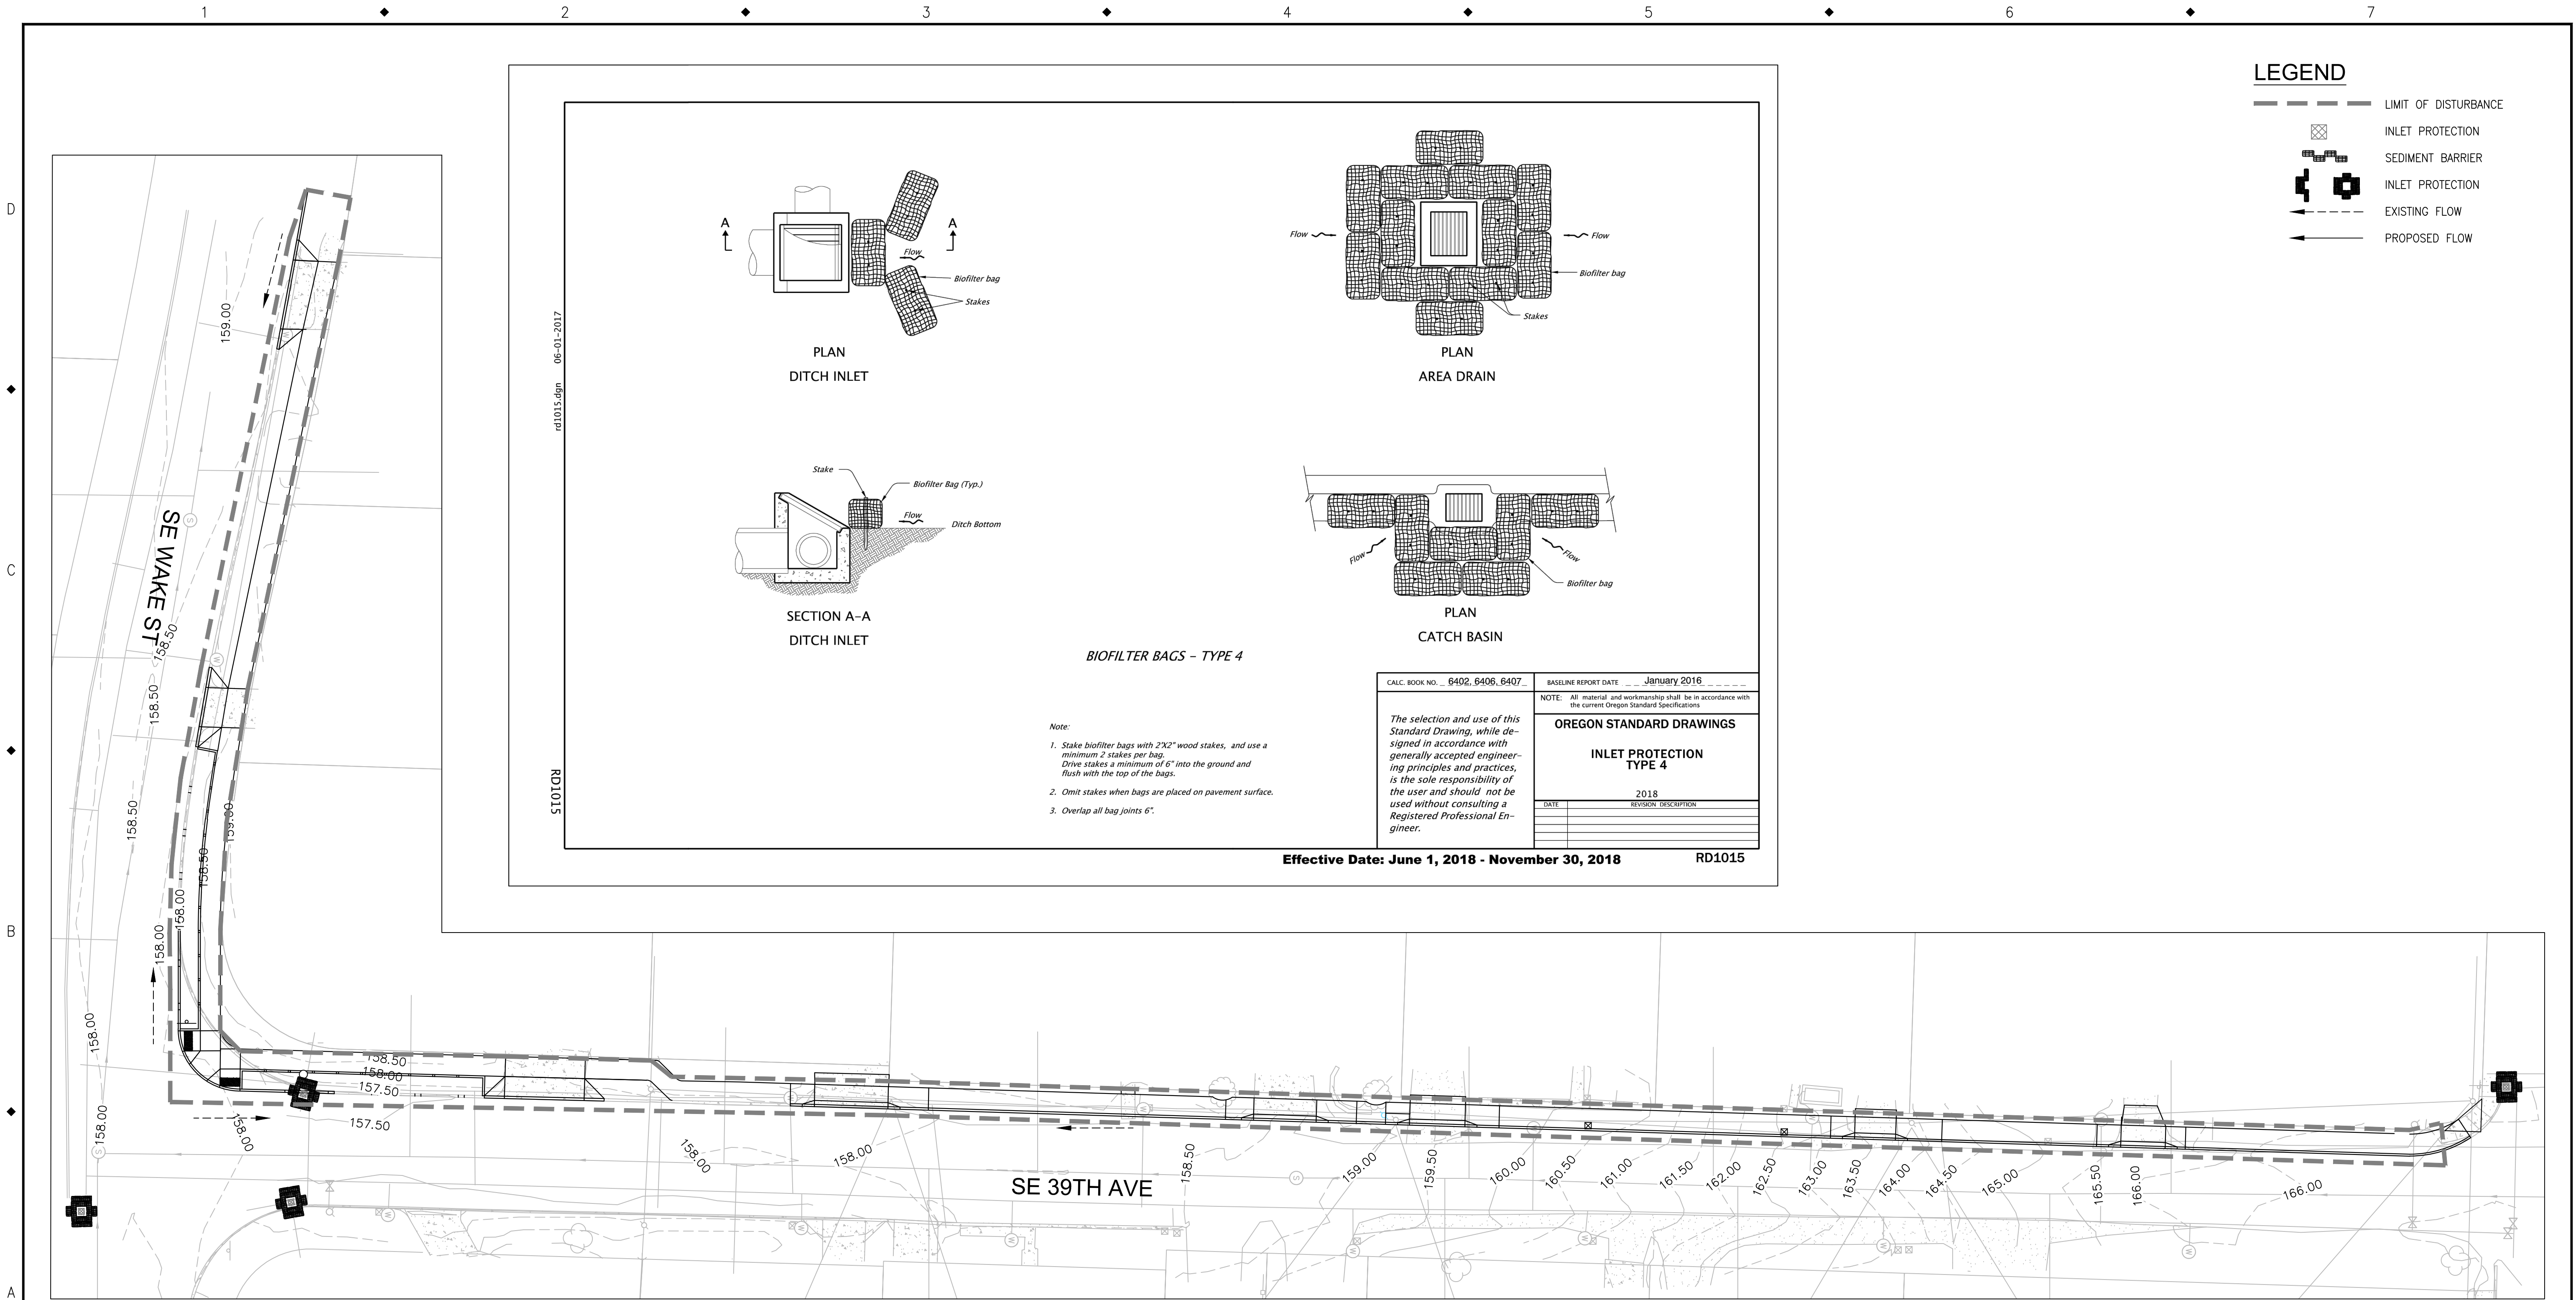 1 2 3 4 5 6 7
D
C
B
A
LEGEND
LIMIT OF DISTURBANCE
INLET PROTECTION
SEDIMENT BARRIER
INLET PROTECTION
EXISTING FLOW
PROPOSED FLOW
rd1015.dgn 06-01-2017
RD1015
A A
Flow
Biofilter bag
Stakes
PLAN
DITCH INLET
Flow
Flow
Biofilter bag
Stakes
PLAN
AREA DRAIN
Stake
Biofilter Bag (Typ.)
Flow
Ditch Bottom
SECTION A-A
DITCH INLET
Flow
Flow
Biofilter bag
PLAN
CATCH BASIN
BIOFILTER BAGS - TYPE 4
Note:
1. Stake biofilter bags with 2"X2" wood stakes, and use a
minimum 2 stakes per bag.
Drive stakes a minimum of 6" into the ground and
flush with the top of the bags.
2. Omit stakes when bags are placed on pavement surface.
3. Overlap all bag joints 6".
CALC. BOOK NO. 6402, 6406, 6407
BASELINE REPORT DATE January 2016
NOTE: All material and workmanship shall be in accordance with
the current Oregon Standard Specifications
The selection and use of this
Standard Drawing, while de-
signed in accordance with
generally accepted engineer-
ing principles and practices,
is the sole responsibility of
the user and should not be
used without consulting a
Registered Professional En-
gineer.
OREGON STANDARD DRAWINGS
INLET PROTECTION
TYPE 4
2018
DATE REVISION DESCRIPTION
Effective Date: June 1, 2018 - November 30, 2018
RD1015
159.00
SE WAKE ST
S
158.50
W
158.50
158.50
159.00
158.50
158.00
158.00
158.00
158.00
158.00
158.50
158.00
157.50
157.50
S
158.00
158.00
SE 39TH AVE
158.50
S
159.00
159.50
160.00
160.50
161.00
161.50
162.00
162.50
163.00
163.50
164.00
164.50
165.00
165.50
166.00
166.00
W
W
W
W
W
W
W